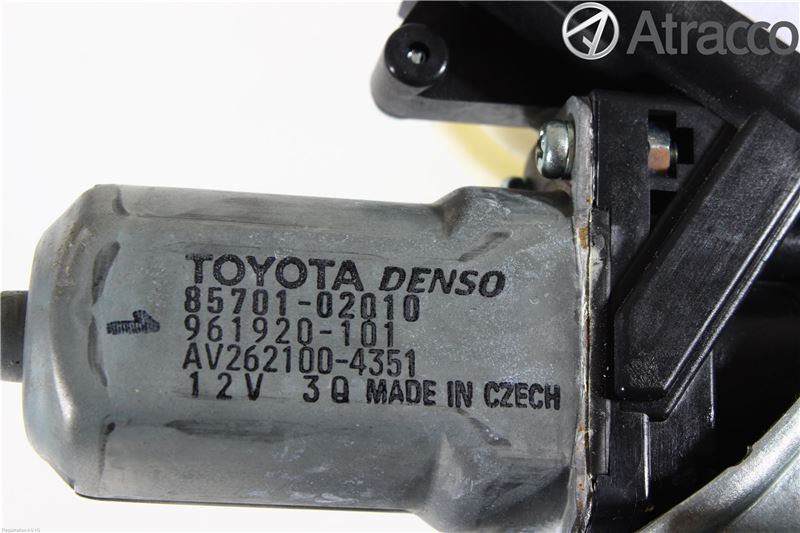 Atracco
TOYOTA DENSO
85701-02010
961920-101
AV262100-4351
12V 3Q MADE IN CZECH